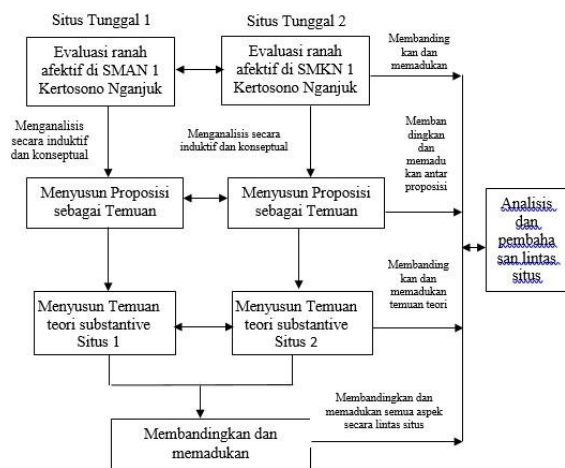 Situs Tunggal 1
Situs Tunggal 2
Evaluasi ranah
afektif di SMAN 1
Kertosono Nganjuk
Evaluasi ranah
afektif di SMKN 1
Kertosono Nganjuk
Membanding
kan dan
memadukan
Menganalisis secara
induktif
dan konseptual
Menganalisis secara
induktif dan konseptual
Memban
dingkan
dan
memadu
kan antar
proposisi
Menyusun Proposisi
sebagai Temuan
Menyusun Proposisi
sebagai Temuan
Analisis
dan
pembaha
san lintas
situs
Membanding
kan dan
memadukan
temuan teori
Menyusun Temuan
teori substantive
Situs 1
Menyusun Temuan
teori substantive
Situs 2
Membandingkan dan
memadukan semua aspek
secara lintas situs
Membandingkan dan
memadukan